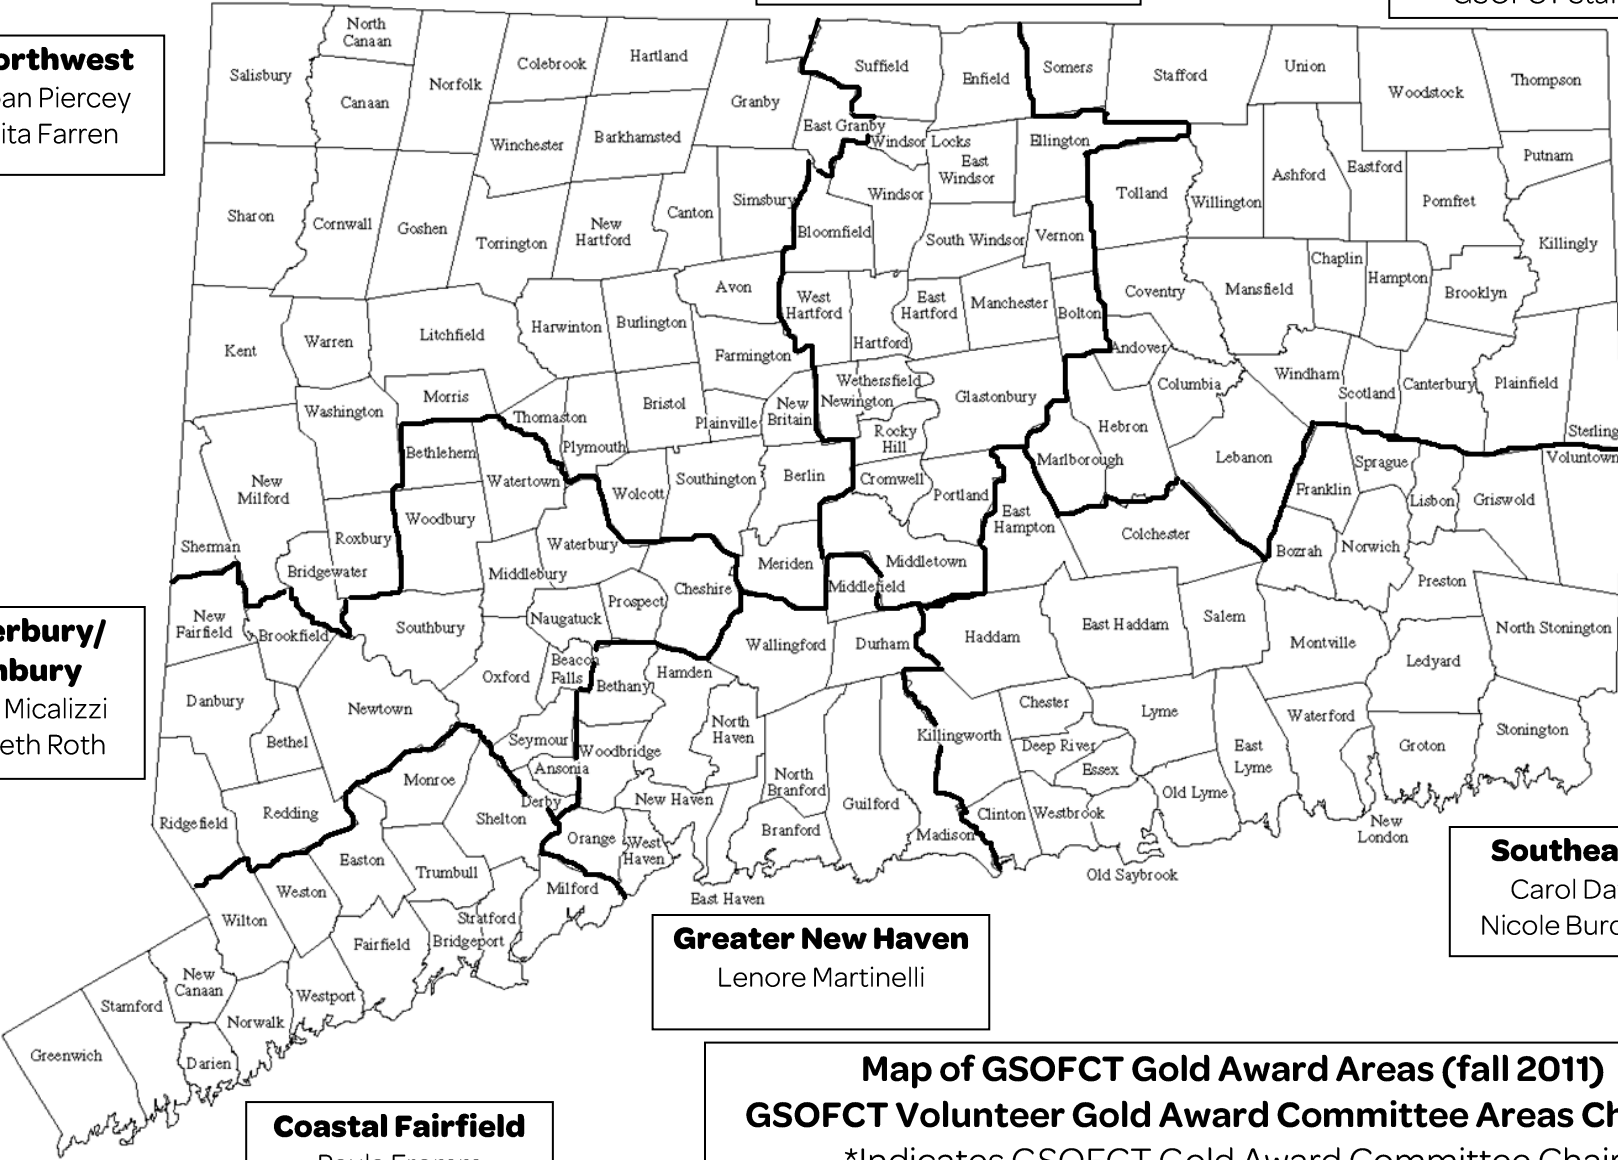 GSOFCT Sta
orthwest
an Piercey
ita Farren
North
Canaan
Salisbury
Canaan
Norfolk
Colebrook
Hartland
Granby
Suffield
Enfield
Somers
Stafford
Union
Woodstock
Thompson
Winchester
Barkhamsted
East Granby
Windsor Locks
East
Windsor
Ellington
Ashford
Eastford
Putnam
Sharon
Cornwall
Goshen
Torrington
New
Hartford
Canton
Simsbury
Bloomfield
Windsor
South Windsor
Vernon
Tolland
Willington
Pomfret
Killingly
Kent
Warren
Litchfield
Harwinton
Burlington
Avon
Farmington
West
Hartford
Hartford
East
Hartford
Manchester
Bolton
Coventry
Mansfield
Chaplin
Hampton
Brooklyn
Andover
Columbia
Windham
Scotland
Canterbury
Plainfield
Sterling
Washington
Morris
Thomaston
Plymouth
Bristol
Plainville
New
Britain
Newington
Wethersfield
Rocky
Hill
Glastonbury
Hebron
Marlborough
Lebanon
Franklin
Sprague
Lisbon
Griswold
Voluntown
New
Milford
Bethlehem
Watertown
Woodbury
Roxbury
Wolcott
Southington
Berlin
Cromwell
Portland
East
Hampton
Colchester
Bozrah
Norwich
Preston
Sherman
Bridgewater
Waterbury
Middlebury
Cheshire
Meriden
Middletown
Middlefield
New
Fairfield
Brookfield
Southbury
Naugatuck
Prospect
Wallingford
Durham
Haddam
East Haddam
Salem
Montville
Ledyard
North Stonington
erbury/
nbury
Micalizzi
eth Roth
Danbury
Bethel
Newtown
Oxford
Beacon
Falls
Bethany
Hamden
Seymour
Woodbridge
North
Haven
Killingworth
Chester
Deep River
Essex
Lyme
East
Lyme
Waterford
Groton
Stonington
Ridgefield
Redding
Monroe
Shelton
Ansonia
Derby
Orange
New Haven
West
Haven
North
Branford
Branford
Guilford
Madison
Clinton
Westbrook
Old Lyme
New
London
Old Saybrook
East Haven
Easton
Weston
Wilton
Trumbull
Milford
Stratford
Bridgeport
Fairfield
New
Canaan
Stamford
Westport
Norwalk
Darien
Greenwich
Southea
Carol Da
Nicole Burd
Greater New Haven
Lenore Martinelli
Coastal Fairfield
Map of GSOFCT Gold Award Areas (fall 2011)
GSOFCT Volunteer Gold Award Committee Areas Ch
*Indicates GSOFCT Gold Award Committee Chair